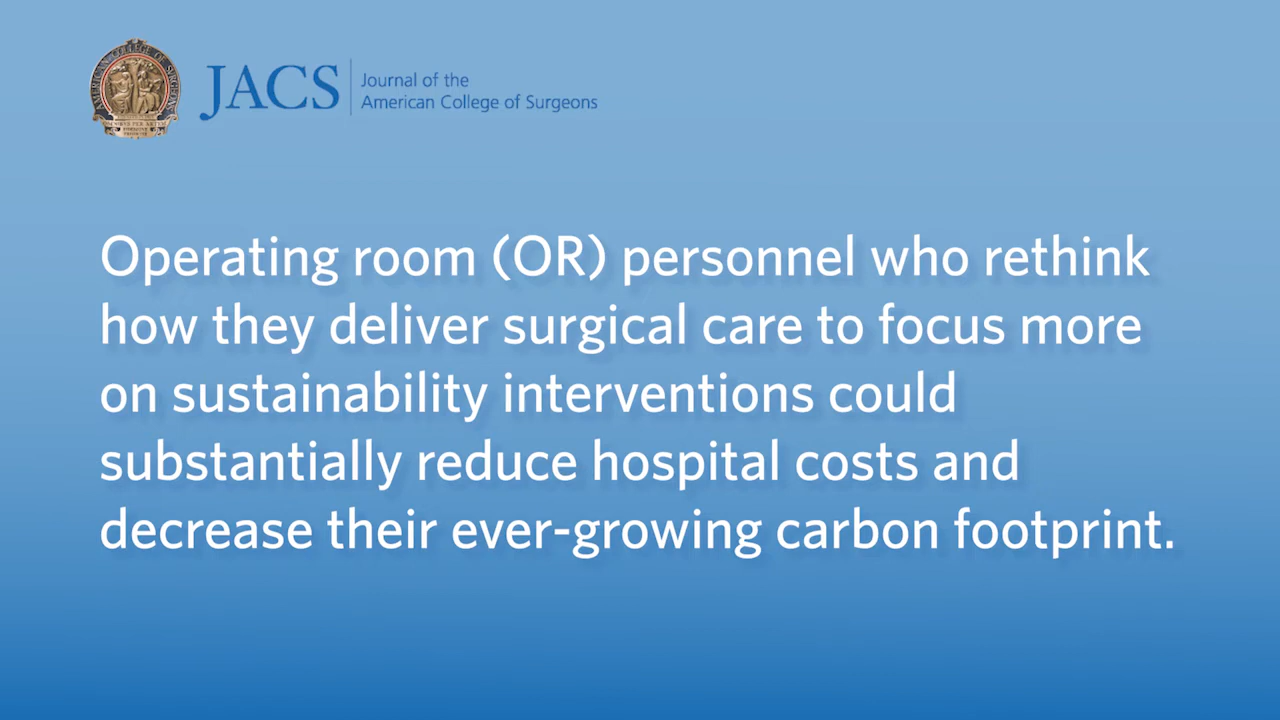 JACS
Journal of the
American College of Surgeons
Operating room (OR) personnel who rethink
how they deliver surgical care to focus more
on sustainability interventions could
substantially reduce hospital costs and
decrease their ever-growing carbon footprint.